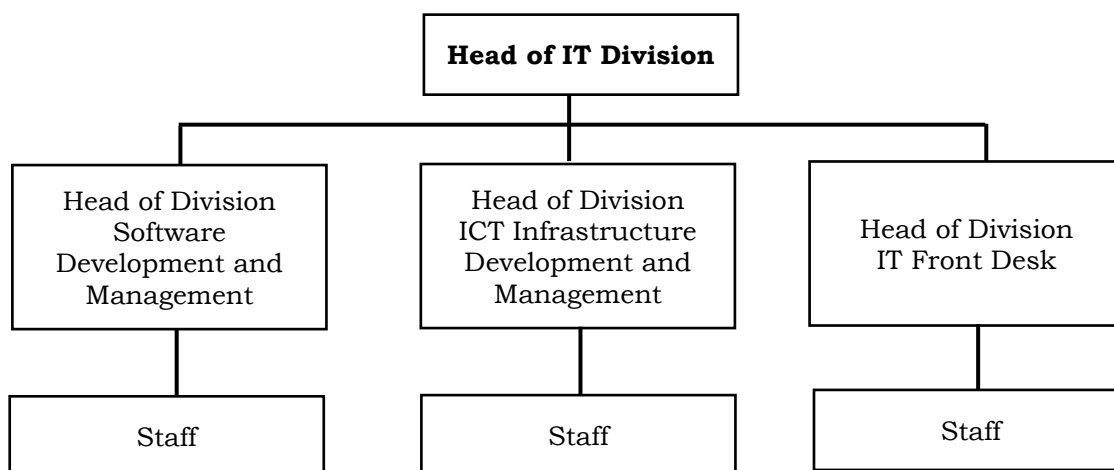 Head of IT Division
Head of Division
Software
Development and
Management
Head of Division
ICT Infrastructure
Development and
Management
Head of Division
IT Front Desk
Staff
Staff
Staff